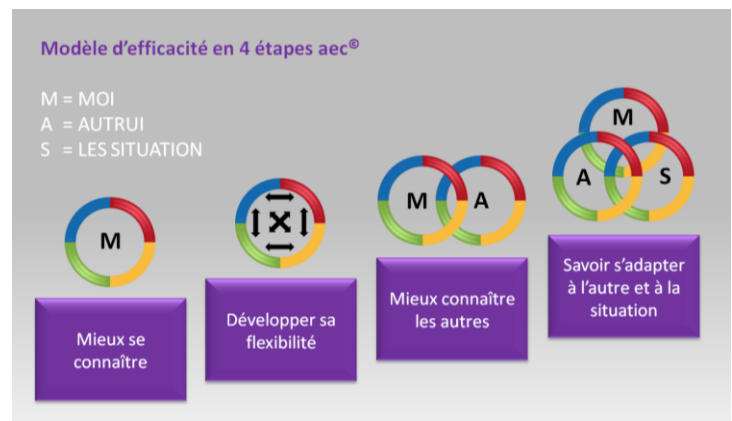 Modèle d'efficacité en 4 étapes aec©
M = MOI
A = AUTRUI
S = LES SITUATION
M
Mieux se
connaître
Développer sa
flexibilité
M A
Mieux connaître
les autres
M
A S
Savoir s'adapter
à l'autre et à la
situation